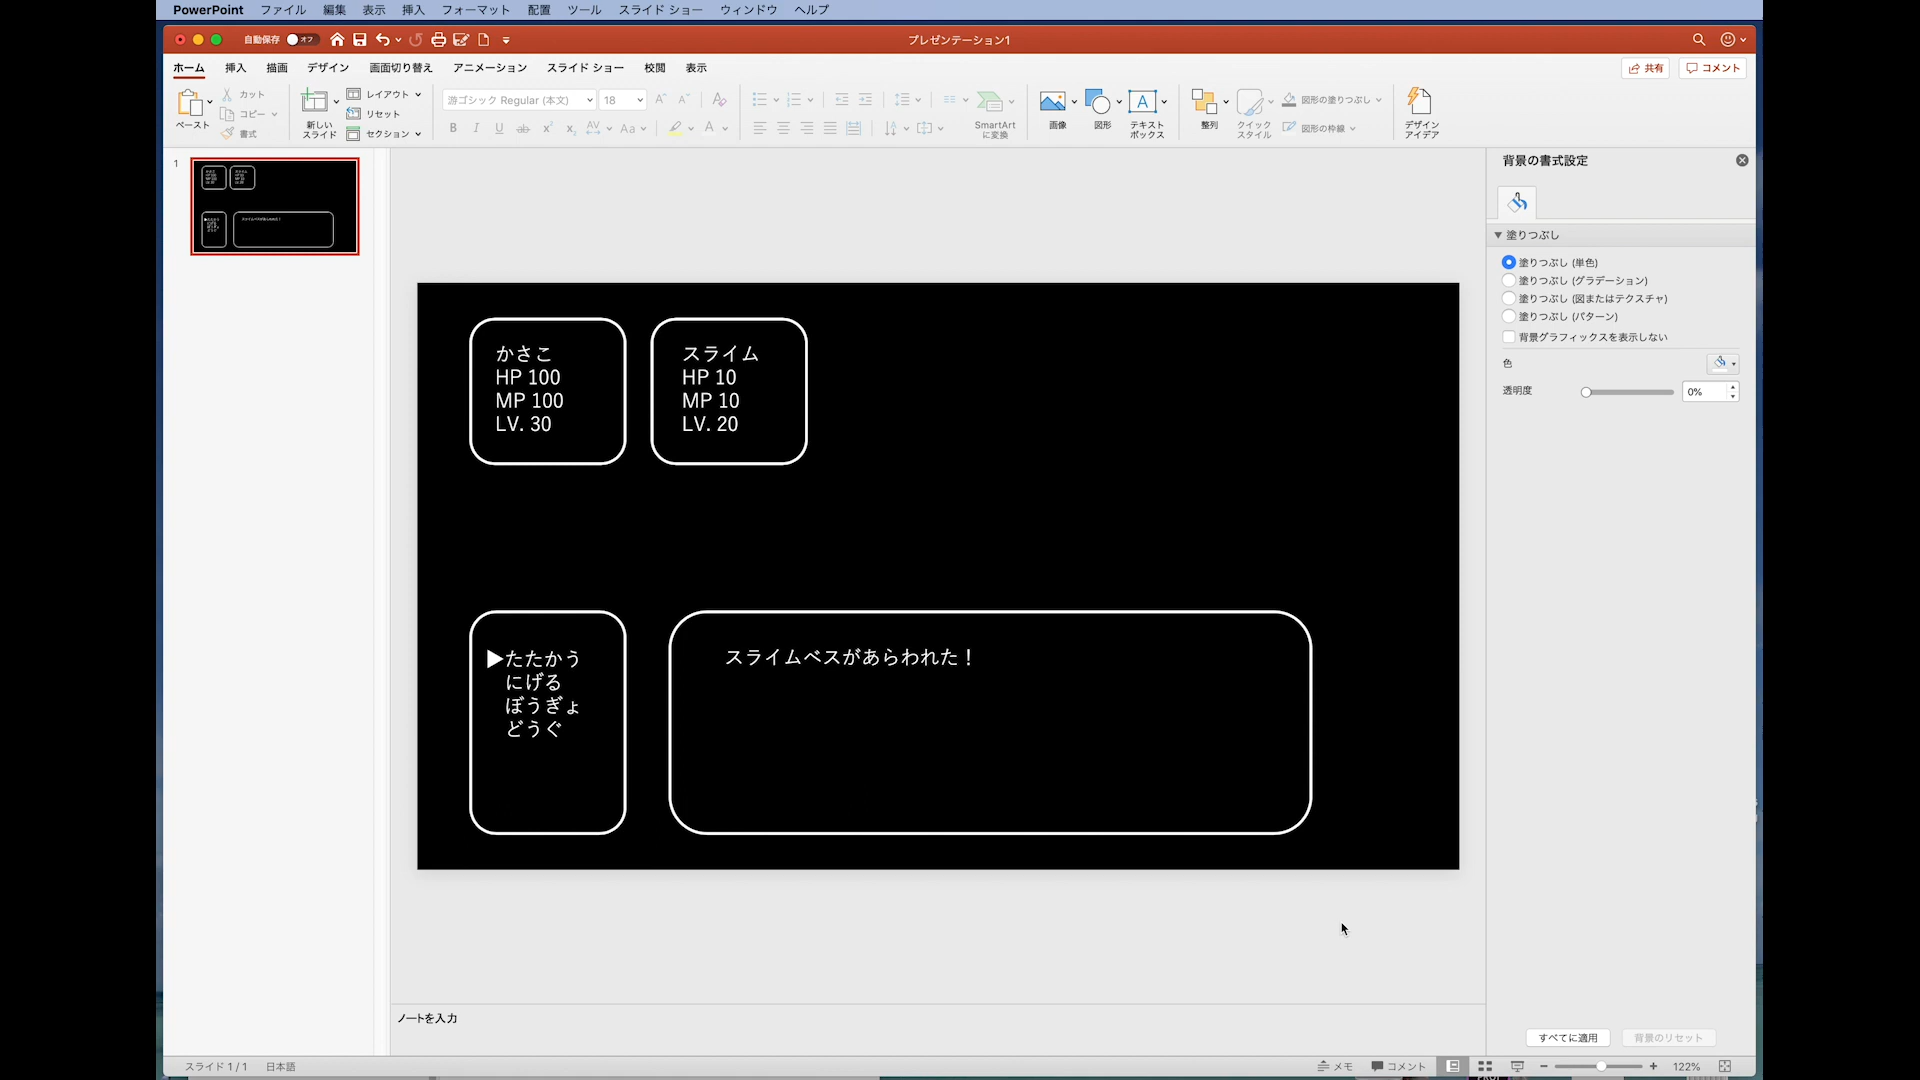 PowerPoint ファイル 編集 表示 挿入 フォーマット 配置 ツール スライド ショー ウィンドウ ヘルプ
自動保存 オフ
プレゼンテーション1
ホーム 挿入 描画 デザイン 画面切り替え アニメーション スライド ショー 校閲 表示
共有 コメント
ペースト
カット
コピー
書式
新しい
スライド
レイアウト
リセット
セクション
游ゴシック Regular (本文) 18
SmartArt
に変換
画像
図形
テキスト
ボックス
整列
クイック
スタイル
図形の塗りつぶし
図形の枠線
デザイン
アイデア
1
かさこ
HP 100
MP 100
LV. 30
スライム
HP 10
MP 10
LV. 20
▶たたかう
にげる
ぼうぎょ
どうぐ
スライムベスがあらわれた！
ノートを入力
背景の書式設定
塗りつぶし
塗りつぶし (単色)
塗りつぶし (グラデーション)
塗りつぶし (図またはテクスチャ)
塗りつぶし (パターン)
背景グラフィックスを表示しない
色
透明度 0%
すべてに適用 背景のリセット
スライド 1 / 1 日本語
メモ コメント 122%